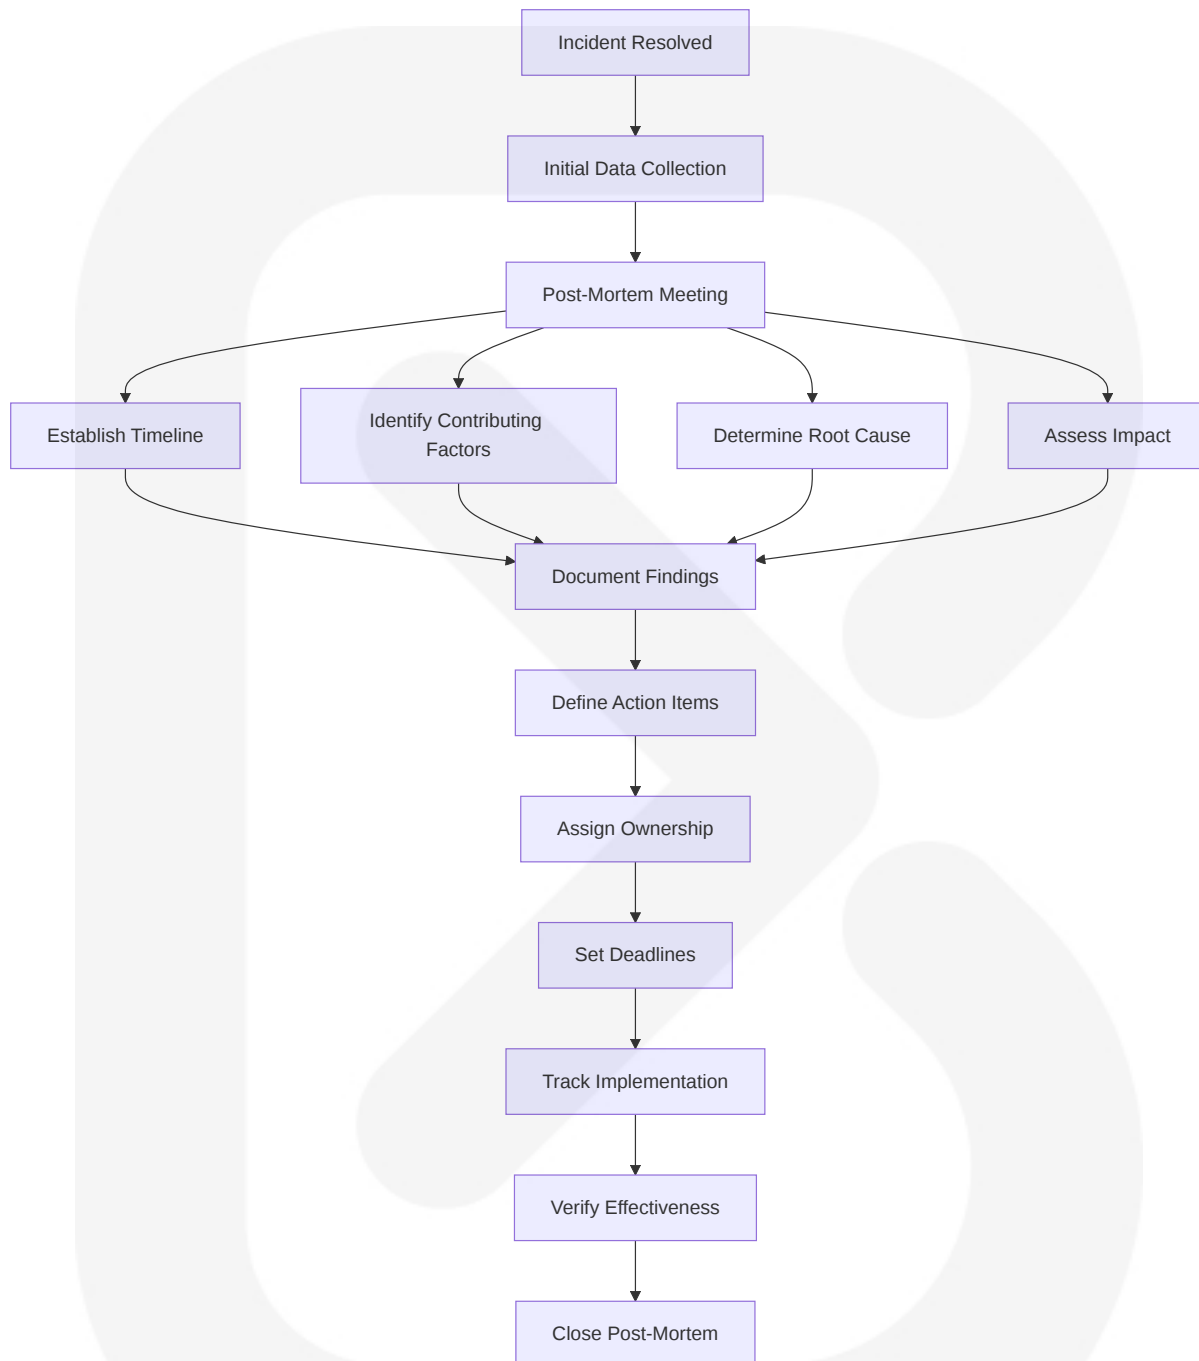 Incident Resolved
Initial Data Collection
Post-Mortem Meeting
Establish Timeline
Identify Contributing
Factors
Determine Root Cause
Assess Impact
Document Findings
Define Action Items
Assign Ownership
Set Deadlines
Track Implementation
Verify Effectiveness
Close Post-Mortem